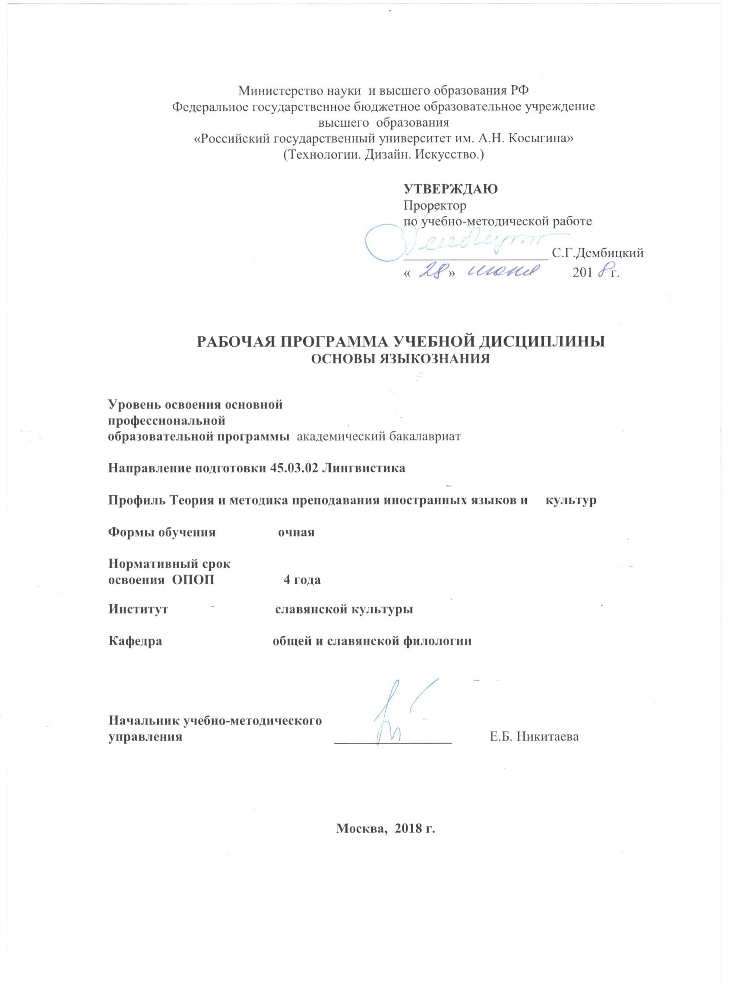 Министерство науки и высшего образования РФ
Федеральное государственное бюджетное образовательное учреждение
высшего образования
«Российский государственный университет им. А.Н. Косыгина»
(Технологии. Дизайн. Искусство.)
УТВЕРЖДАЮ
Проректор
по учебно-методической работе
С.Г.Дембицкий
« 28 » июня 2018 г.
РАБОЧАЯ ПРОГРАММА УЧЕБНОЙ ДИСЦИПЛИНЫ
ОСНОВЫ ЯЗЫКОЗНАНИЯ
Уровень освоения основной
профессиональной
образовательной программы академический бакалавриат
Направление подготовки 45.03.02 Лингвистика
Профиль Теория и методика преподавания иностранных языков и культур
Формы обучения очная
Нормативный срок
освоения ОПОП 4 года
Институт славянской культуры
Кафедра общей и славянской филологии
Начальник учебно-методического
управления Е.Б. Никитаева
Москва, 2018 г.